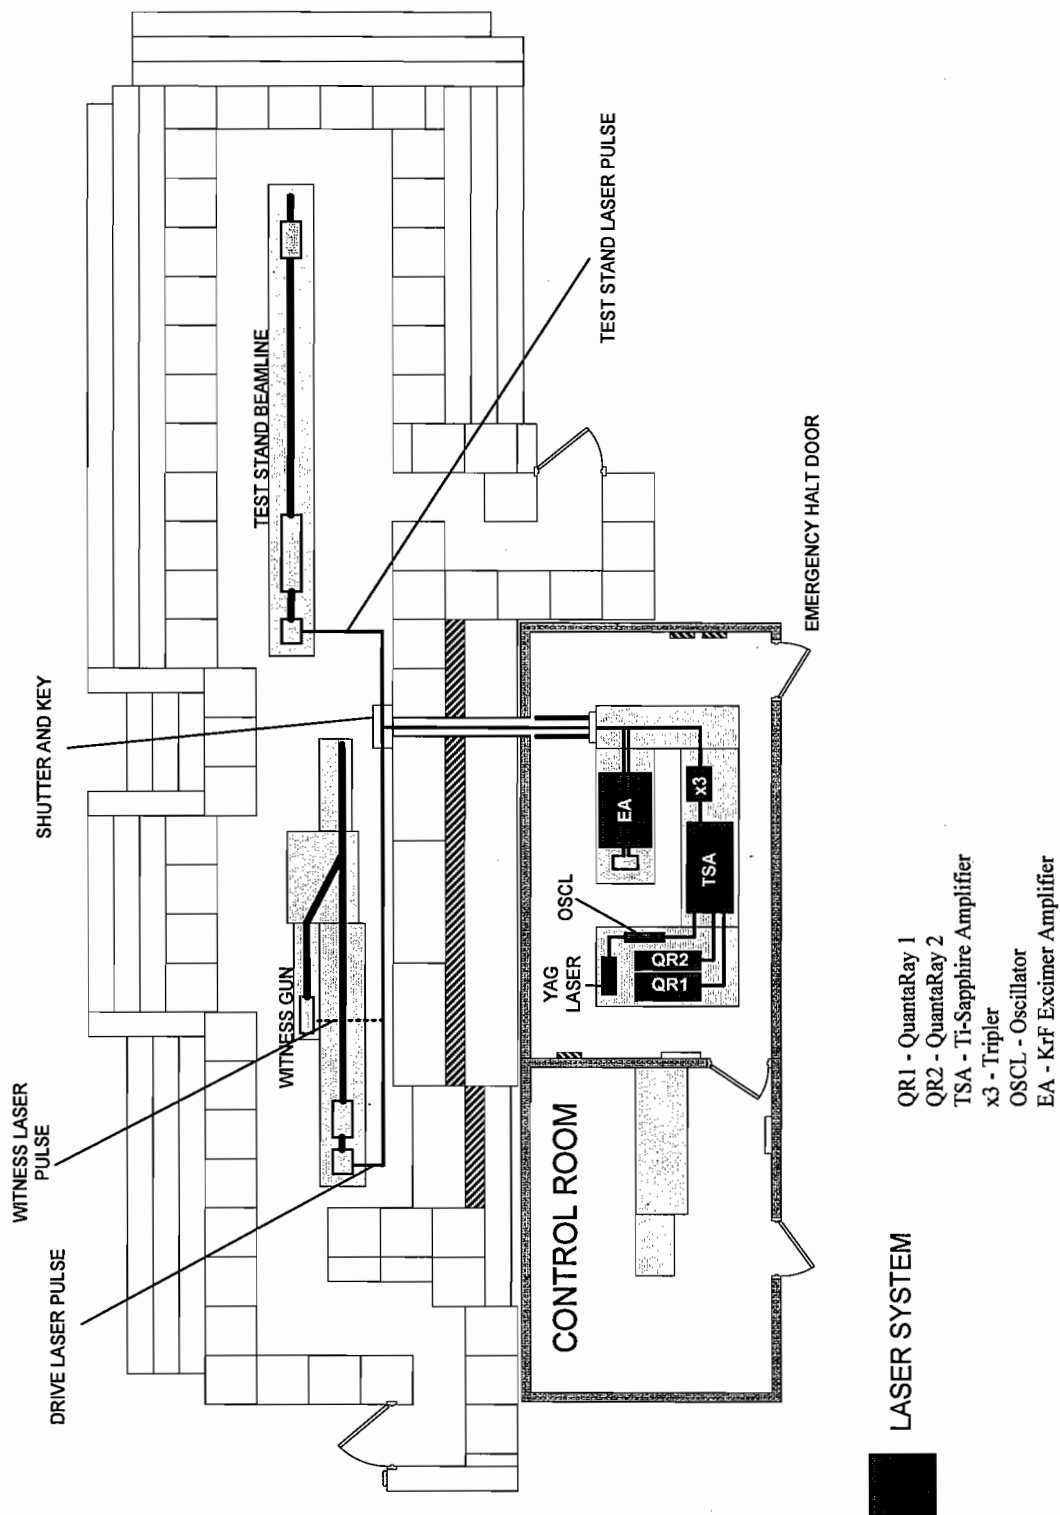 TEST STAND LASER PULSE
TEST STAND BEAMLINE
EMERGENCY HALT DOOR
SHUTTER AND KEY
EA
x3
TSA
OSCL
YAG
LASER
QR2
QR1
WITNESS GUN
WITNESS LASER
PULSE
DRIVE LASER PULSE
CONTROL ROOM
LASER SYSTEM
QR1 - QuantaRay 1
QR2 - QuantaRay 2
TSA - Ti-Sapphire Amplifier
x3 - Tripler
OSCL - Oscillator
EA - KrF Excimer Amplifier